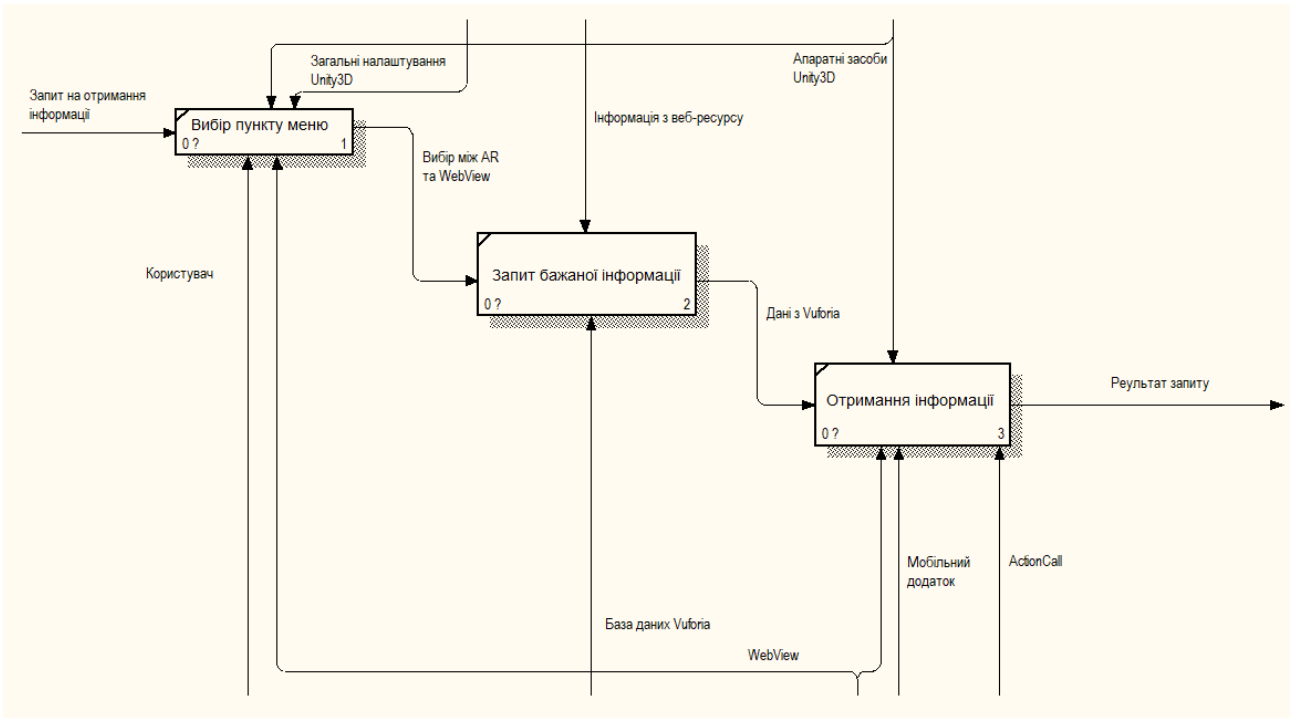 Загальні налаштування
Unity3D
Апаратні засоби
Unity3D
Запит на отримання
інформації
Вибір пункту меню
0 ?
1
Інформація з веб-ресурсу
Вибір між AR
та WebView
Користувач
Запит бажаної інформації
0 ?
2
Дані з Vuforia
Реультат запиту
Отримання інформації
0 ?
3
Мобільний
додаток
ActionCall
База даних Vuforia
WebView